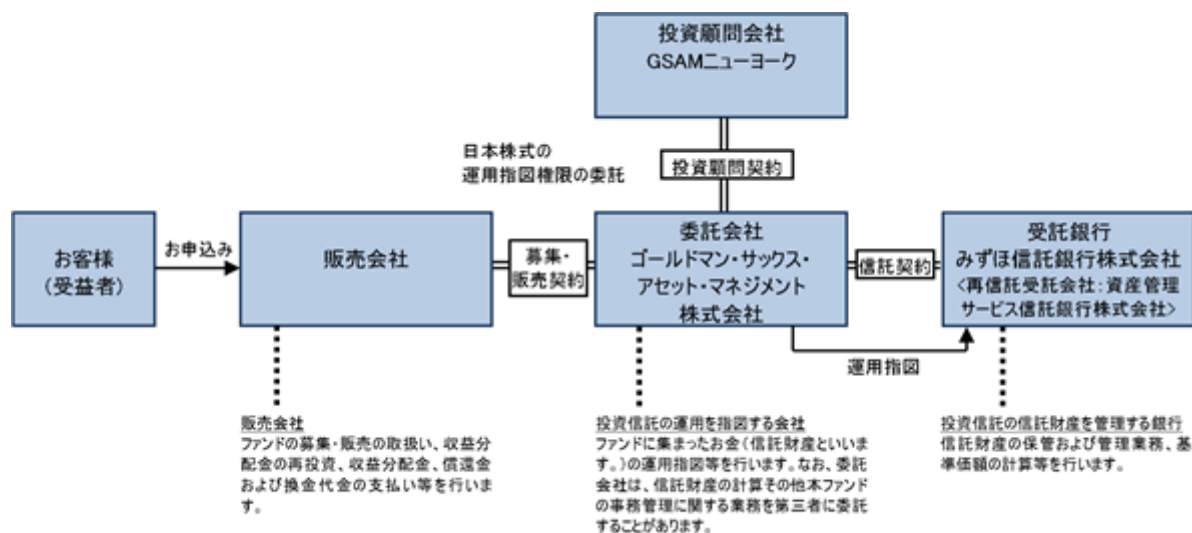 投資顧問会社
GSAMニューヨーク
日本株式の
運用指図権限の委託
投資顧問契約
お客様
(受益者)
お申込み
販売会社
募集・
販売契約
委託会社
ゴールドマン・サックス・
アセット・マネジメント
株式会社
信託契約
受託銀行
みずほ信託銀行株式会社
<再信託受託会社:資産管理
サービス信託銀行株式会社>
運用指図
販売会社
ファンドの募集・販売の取扱い、収益分
配金の再投資、収益分配金、償還金
および換金代金の支払い等を行いま
す。
投資信託の運用を指図する会社
ファンドに集まったお金(信託財産といいま
す。)の運用指図等を行います。なお、委託
会社は、信託財産の計算その他本ファンド
の事務管理に関する業務を第三者に委託
することがあります。
投資信託の信託財産を管理する銀行
信託財産の保管および管理業務、基
準価額の計算等を行います。